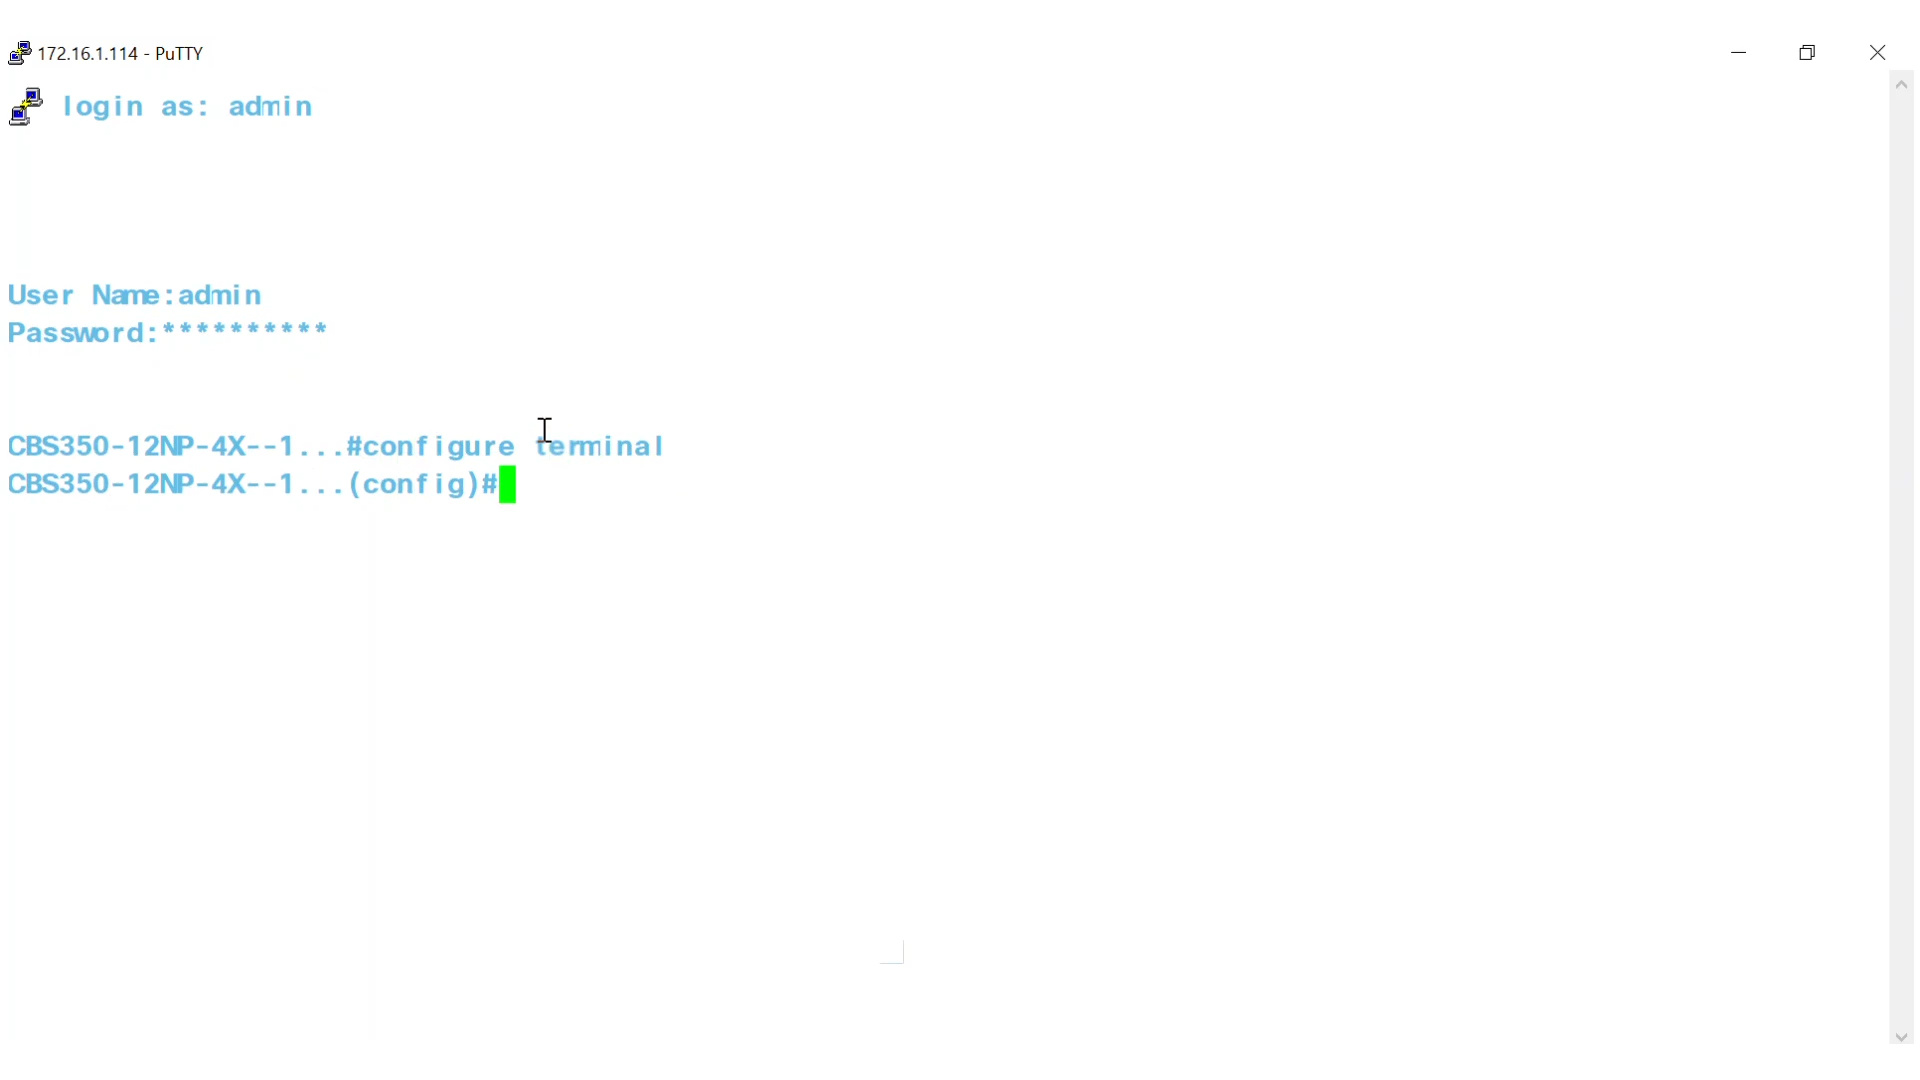 172.16.1.114 - PuTTY
login as: admin
User Name:admin
Password:**********
CBS350-12NP-4X--1...#configure terminal
CBS350-12NP-4X--1...(config)#